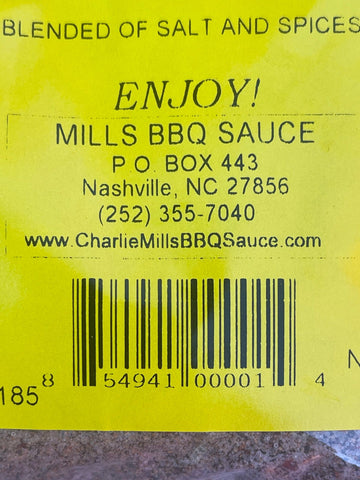 BLENDED OF SALT AND SPICES
ENJOY!
MILLS BBQ SAUCE
P.O. BOX 443
Nashville, NC 27856
(252) 355-7040
www.CharlieMillsBBQSauce.com
N
8 54941 00001 4
185